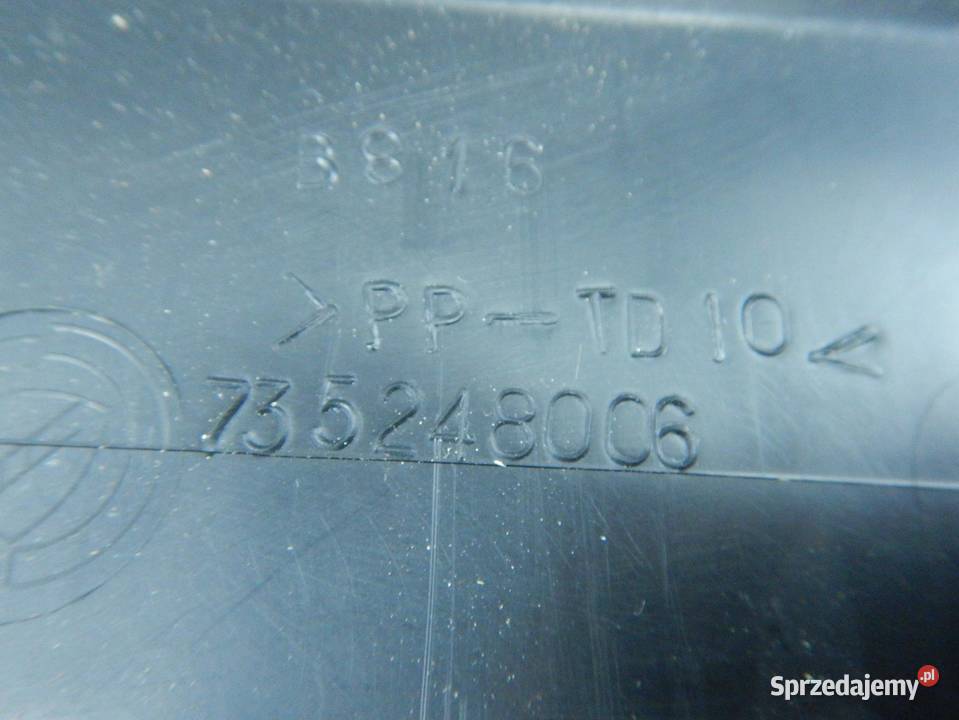 B816
>PP-TD10<
735248006
Sprzedajemy.pl